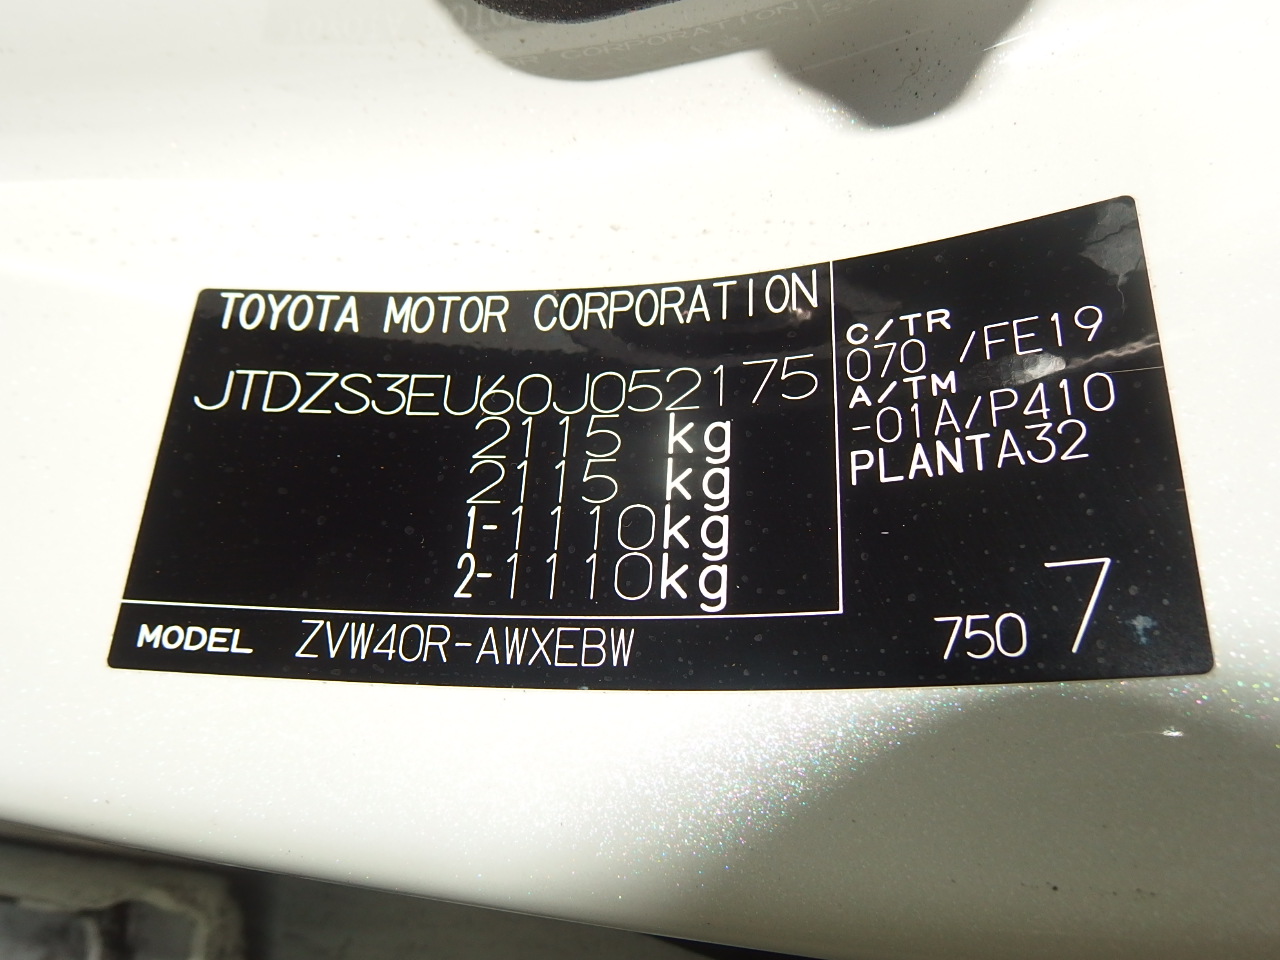 TOYOTA MOTOR CORPORATION
JTDZS3EU60J052175
2115 kg
2115 kg
1-1110kg
2-1110kg
MODEL ZVW40R-AWXEBW
C/TR
070 /FE19
A/TM
-01A/P410
PLANTA32
750 7